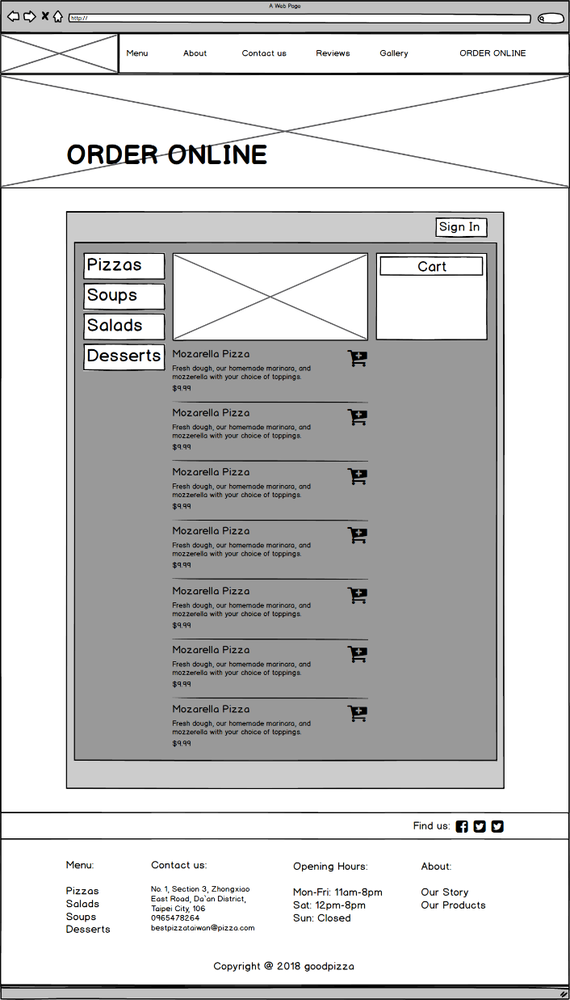 A Web Page
http://
Menu About Contact us Reviews Gallery ORDER ONLINE
ORDER ONLINE
Sign In
Pizzas
Soups
Salads
Desserts
Cart
Mozarella Pizza
Fresh dough, our homemade marinara, and
mozzerella with your choice of toppings.
$9.99
Mozarella Pizza
Fresh dough, our homemade marinara, and
mozzerella with your choice of toppings.
$9.99
Mozarella Pizza
Fresh dough, our homemade marinara, and
mozzerella with your choice of toppings.
$9.99
Mozarella Pizza
Fresh dough, our homemade marinara, and
mozzerella with your choice of toppings.
$9.99
Mozarella Pizza
Fresh dough, our homemade marinara, and
mozzerella with your choice of toppings.
$9.99
Mozarella Pizza
Fresh dough, our homemade marinara, and
mozzerella with your choice of toppings.
$9.99
Mozarella Pizza
Fresh dough, our homemade marinara, and
mozzerella with your choice of toppings.
$9.99
Find us:
Menu:
Pizzas
Salads
Soups
Desserts
Contact us:
No. 1, Section 3, Zhongxiao
East Road, Da`an District,
Taipei City, 106
0965478264
bestpizzataiwan@pizza.com
Opening Hours:
Mon-Fri: 11am-8pm
Sat: 12pm-8pm
Sun: Closed
About:
Our Story
Our Products
Copyright @ 2018 goodpizza